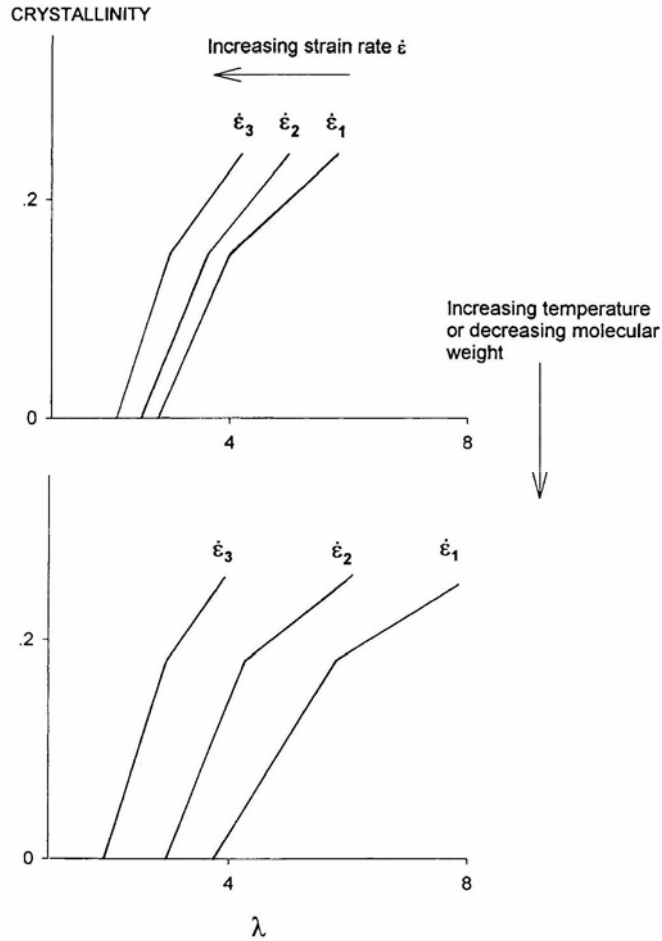 CRYSTALLINITY
Increasing strain rate ε̇
ε̇₃ ε̇₂ ε̇₁
.2
0
4 8
Increasing temperature
or decreasing molecular
weight
ε̇₃ ε̇₂ ε̇₁
.2
0
4 8
λ